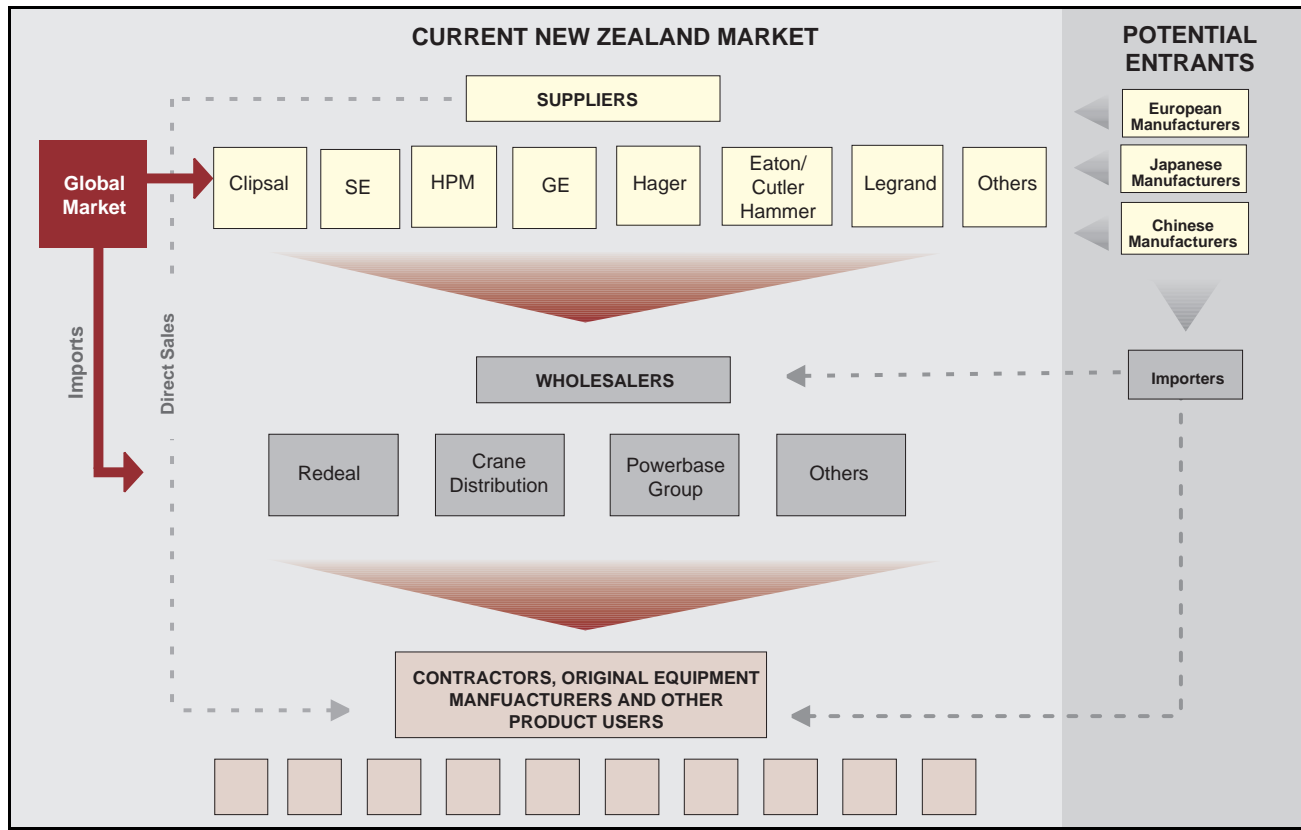 CURRENT NEW ZEALAND MARKET
POTENTIAL
ENTRANTS
SUPPLIERS
European
Manufacturers
Japanese
Manufacturers
Chinese
Manufacturers
Global
Market
Clipsal
SE
HPM
GE
Hager
Eaton/
Cutler
Hammer
Legrand
Others
Imports
Direct Sales
WHOLESALERS
Importers
Redeal
Crane
Distribution
Powerbase
Group
Others
CONTRACTORS, ORIGINAL EQUIPMENT
MANFUACTURERS AND OTHER
PRODUCT USERS